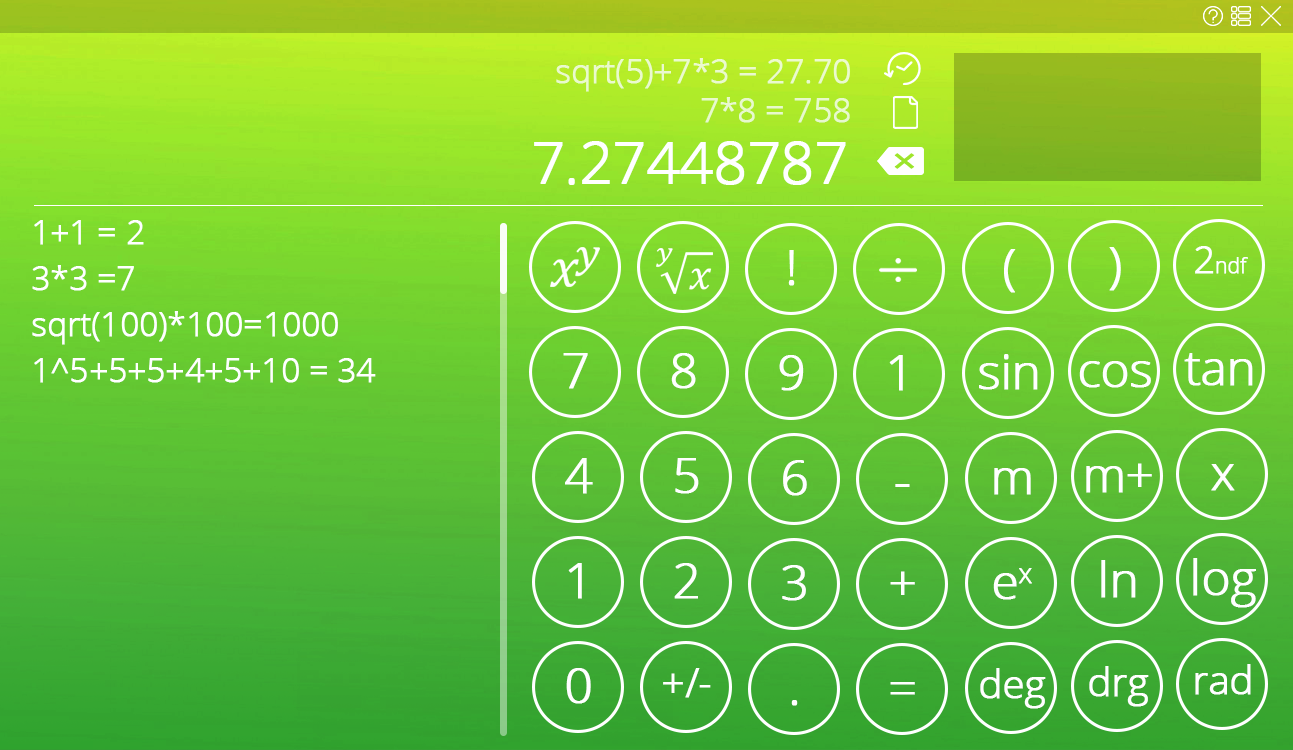 sqrt(5)+7*3 = 27.70
7*8 = 758
7.27448787
1+1 = 2
3*3 =7
sqrt(100)*100=1000
1^5+5+5+4+5+10 = 34
x^y y√x ! ÷ ( ) 2ndf
7 8 9 1 sin cos tan
4 5 6 - m m+ x
1 2 3 + e^x ln log
0 +/- . = deg drg rad